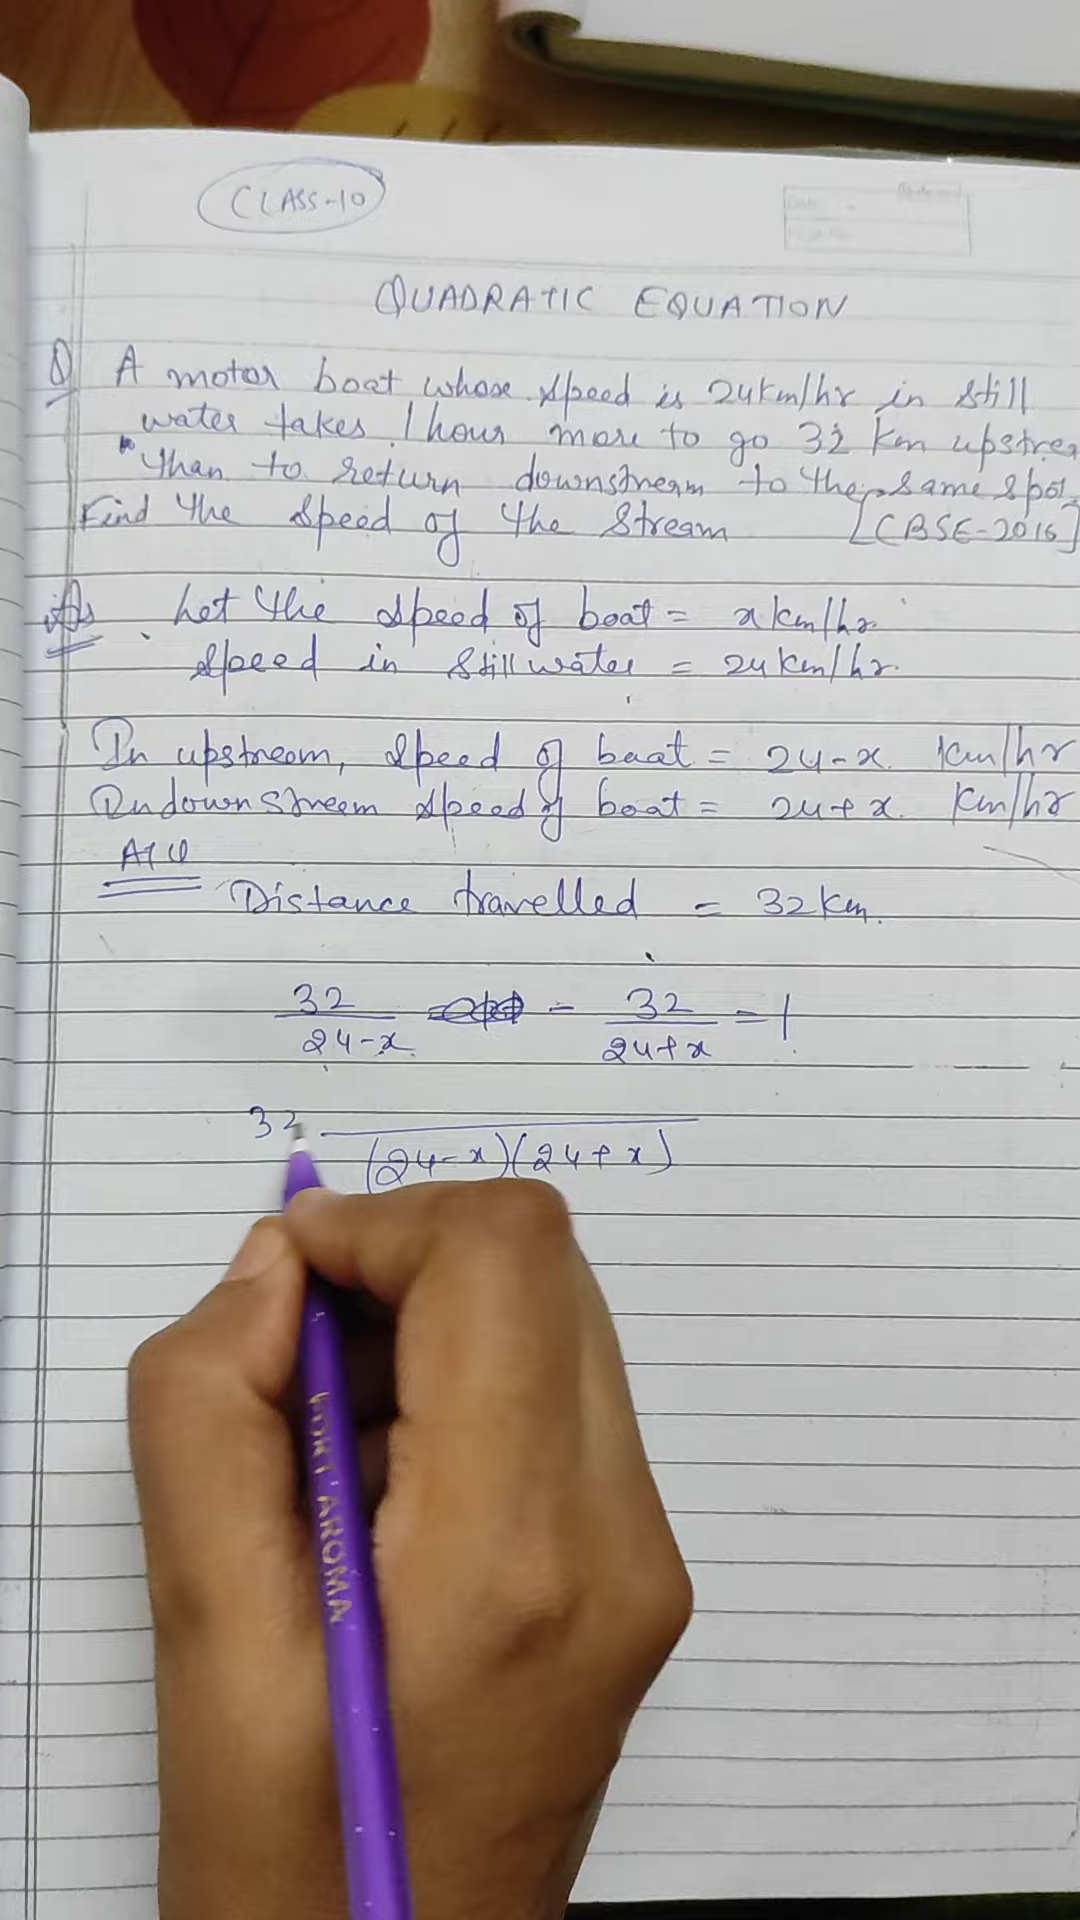 CLASS-10
QUADRATIC EQUATION
Q A motor boat whose speed is 24km/hr in still
water takes 1 hour more to go 32 km upstrea
than to return downstream to the same spot.
Find the speed of the stream [CBSE-2016]
As Let the speed of boat = x km/hr
speed in still water = 24 km/hr.
In upstream, speed of boat = 24-x. km/hr
In downstream speed of boat = 24+x. km/hr
ATQ
Distance travelled = 32 km.
32 - 32 = 1
24-x 24+x
32
(24-x)(24+x)
FORT' AROMA